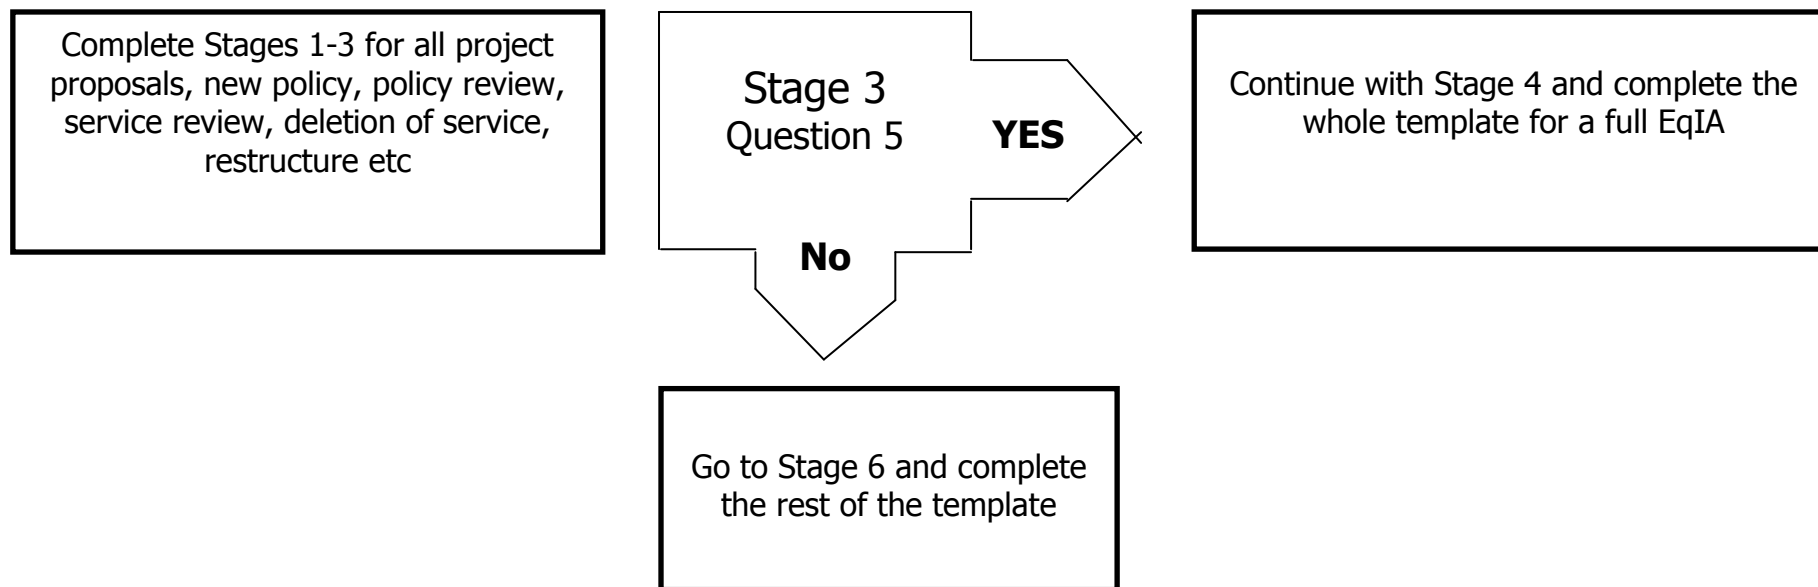 Complete Stages 1-3 for all project
proposals, new policy, policy review,
service review, deletion of service,
restructure etc
Stage 3
Question 5
YES
No
Continue with Stage 4 and complete the
whole template for a full EqIA
Go to Stage 6 and complete
the rest of the template